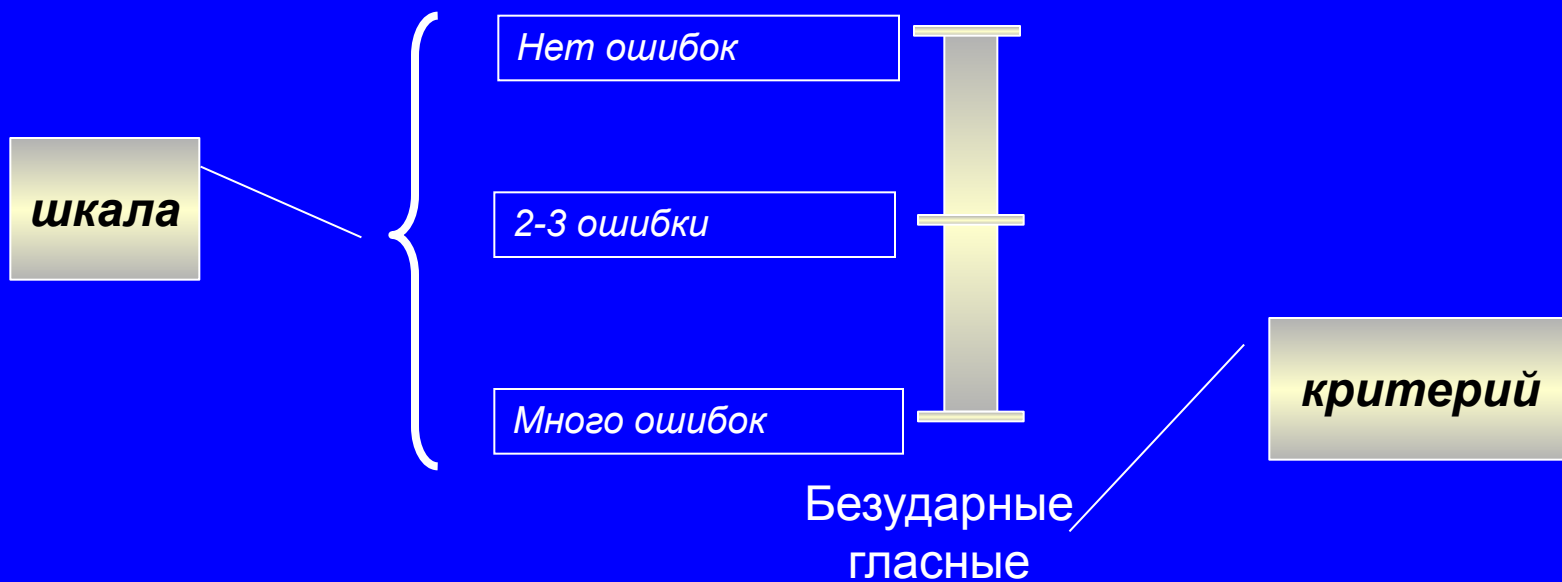 Нет ошибок
шкала
2-3 ошибки
критерий
Много ошибок
Безударные
гласные